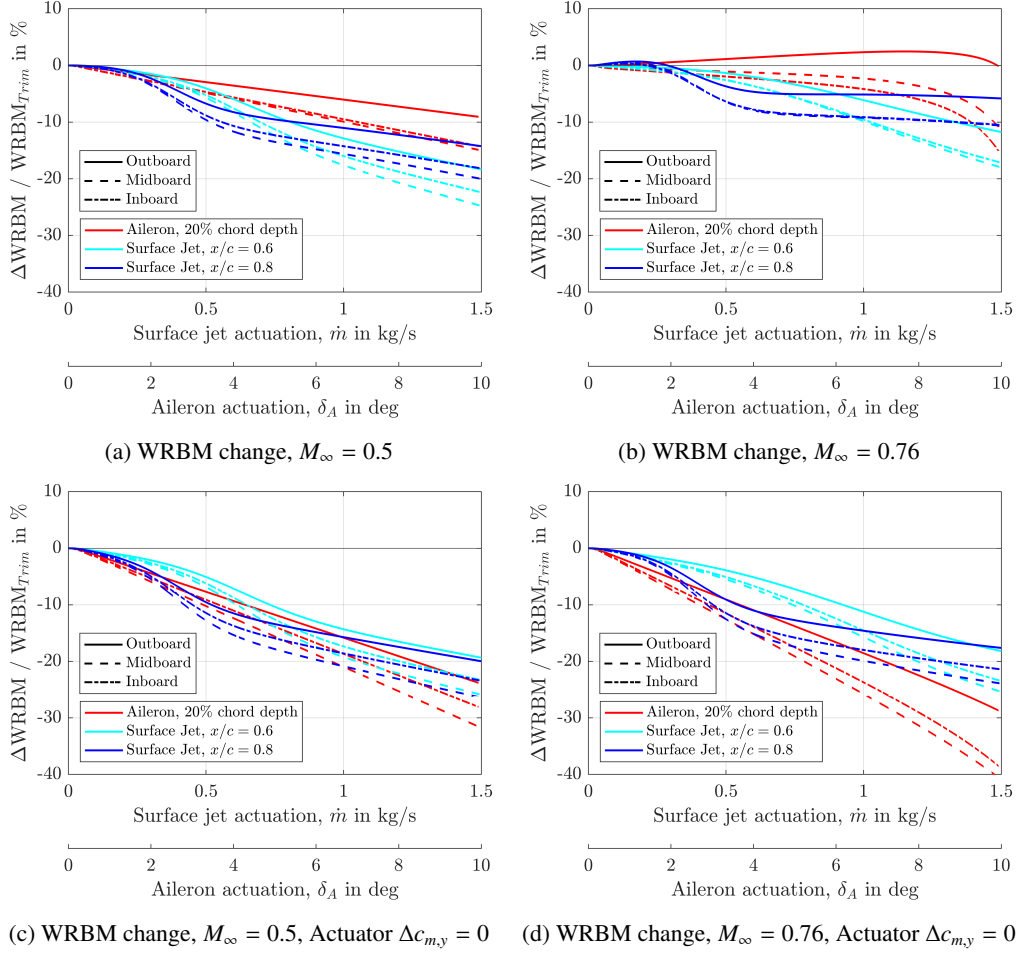 10
0
-10
-20
-30
-40
ΔWRBM / WRBM_Trim in %
Outboard
Midboard
Inboard
Aileron, 20% chord depth
Surface Jet, x/c = 0.6
Surface Jet, x/c = 0.8
0 0.5 1 1.5
Surface jet actuation, ṁ in kg/s
0 2 4 6 8 10
Aileron actuation, δ_A in deg
(a) WRBM change, M_∞ = 0.5
10
0
-10
-20
-30
-40
ΔWRBM / WRBM_Trim in %
Outboard
Midboard
Inboard
Aileron, 20% chord depth
Surface Jet, x/c = 0.6
Surface Jet, x/c = 0.8
0 0.5 1 1.5
Surface jet actuation, ṁ in kg/s
0 2 4 6 8 10
Aileron actuation, δ_A in deg
(b) WRBM change, M_∞ = 0.76
10
0
-10
-20
-30
-40
ΔWRBM / WRBM_Trim in %
Outboard
Midboard
Inboard
Aileron, 20% chord depth
Surface Jet, x/c = 0.6
Surface Jet, x/c = 0.8
0 0.5 1 1.5
Surface jet actuation, ṁ in kg/s
0 2 4 6 8 10
Aileron actuation, δ_A in deg
(c) WRBM change, M_∞ = 0.5, Actuator Δc_{m,y} = 0
10
0
-10
-20
-30
-40
ΔWRBM / WRBM_Trim in %
Outboard
Midboard
Inboard
Aileron, 20% chord depth
Surface Jet, x/c = 0.6
Surface Jet, x/c = 0.8
0 0.5 1 1.5
Surface jet actuation, ṁ in kg/s
0 2 4 6 8 10
Aileron actuation, δ_A in deg
(d) WRBM change, M_∞ = 0.76, Actuator Δc_{m,y} = 0